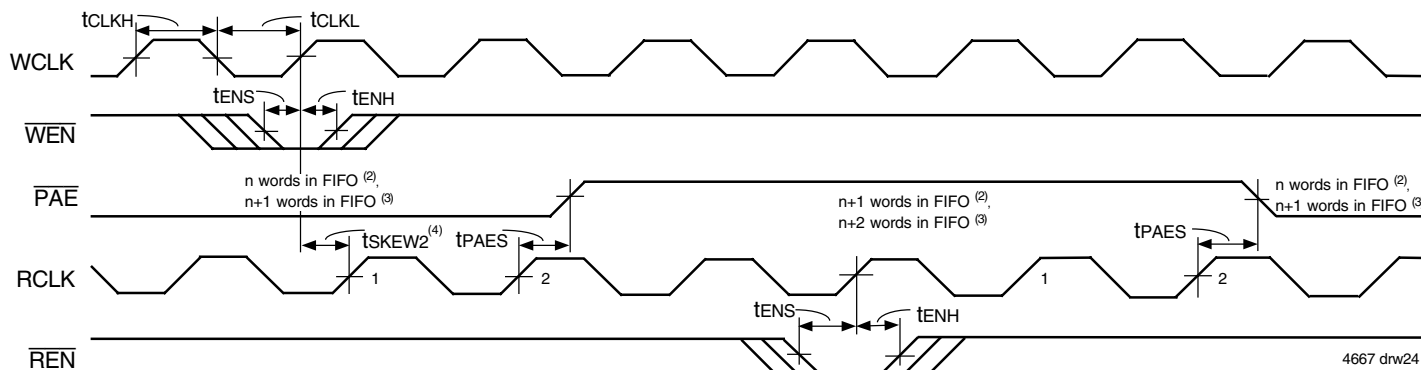 tCLKH tCLKL
WCLK
tENS tENH
WEN
n words in FIFO (2),
n+1 words in FIFO (3)
PAE
n+1 words in FIFO (2),
n+2 words in FIFO (3)
n words in FIFO (2),
n+1 words in FIFO (3
tSKEW2(4) tPAES tPAES
RCLK 1 2 1 2
tENS tENH
REN
4667 drw24